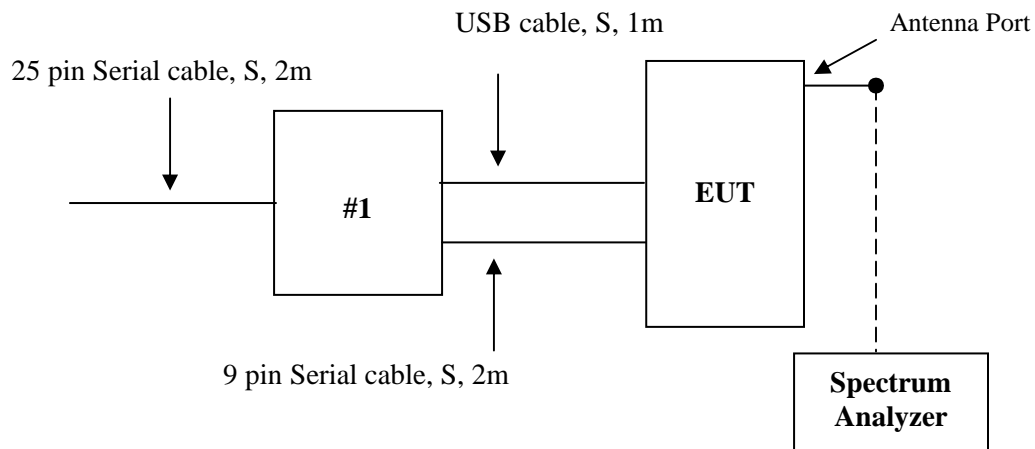 USB cable, S, 1m
Antenna Port
25 pin Serial cable, S, 2m
#1
EUT
9 pin Serial cable, S, 2m
Spectrum
Analyzer